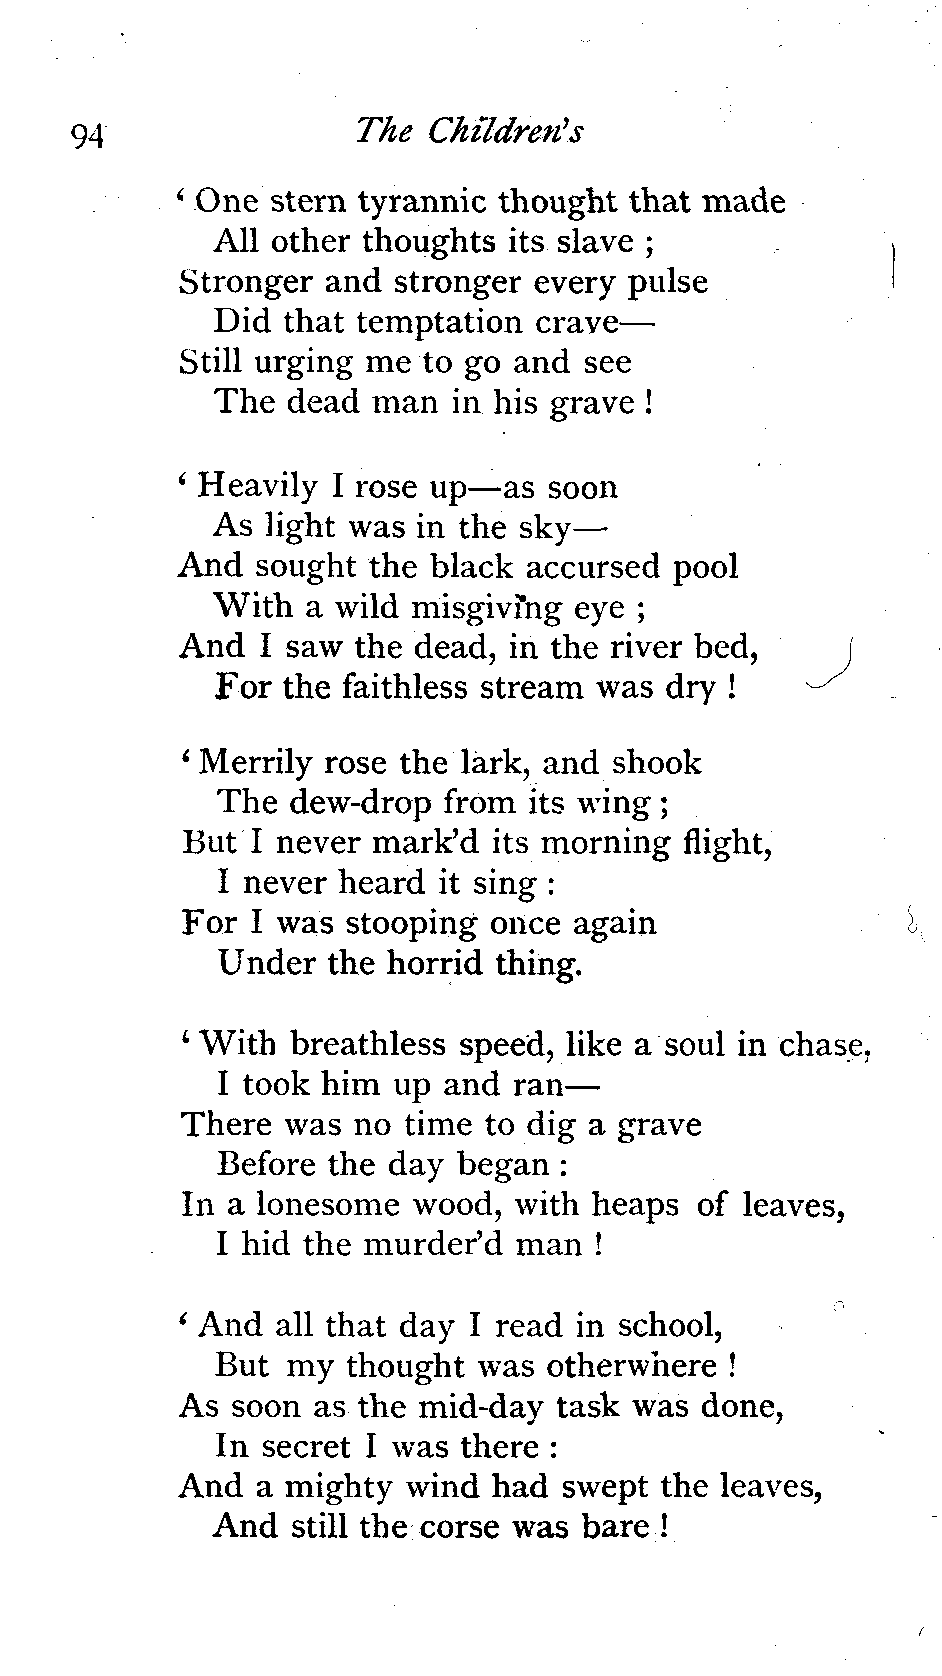 94 The Children's
‘ One stern tyrannic thought that made
All other thoughts its slave ;
Stronger and stronger every pulse
Did that temptation crave—
Still urging me to go and see
The dead man in his grave !
‘ Heavily I rose up—as soon
As light was in the sky—
And sought the black accursed pool
With a wild misgiving eye ;
And I saw the dead, in the river bed,
For the faithless stream was dry !
‘ Merrily rose the lark, and shook
The dew-drop from its wing ;
But I never mark’d its morning flight,
I never heard it sing :
For I was stooping once again
Under the horrid thing.
‘ With breathless speed, like a soul in chase,
I took him up and ran—
There was no time to dig a grave
Before the day began :
In a lonesome wood, with heaps of leaves,
I hid the murder’d man !
‘ And all that day I read in school,
But my thought was otherwhere !
As soon as the mid-day task was done,
In secret I was there :
And a mighty wind had swept the leaves,
And still the corse was bare !